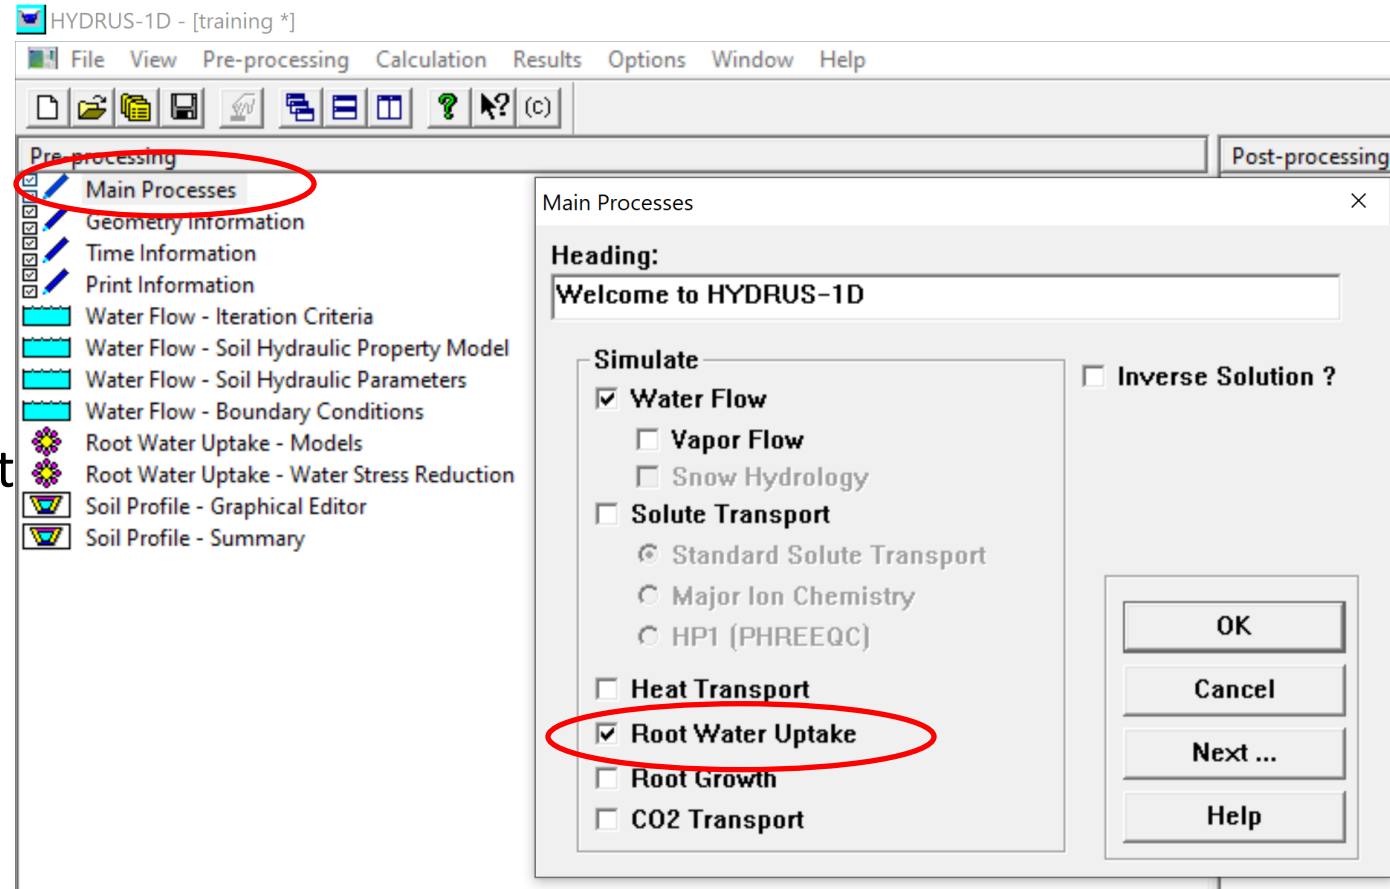 HYDRUS-1D - [training *]
File View Pre-processing Calculation Results Options Window Help
(c)
Pre-processing
Post-processing
Main Processes
Geometry Information
Time Information
Print Information
Water Flow - Iteration Criteria
Water Flow - Soil Hydraulic Property Model
Water Flow - Soil Hydraulic Parameters
Water Flow - Boundary Conditions
Root Water Uptake - Models
t
Root Water Uptake - Water Stress Reduction
Soil Profile - Graphical Editor
Soil Profile - Summary
Main Processes
Heading:
Welcome to HYDRUS-1D
Simulate
Water Flow
Vapor Flow
Snow Hydrology
Solute Transport
Standard Solute Transport
Major Ion Chemistry
HP1 (PHREEQC)
Heat Transport
Root Water Uptake
Root Growth
CO2 Transport
Inverse Solution ?
OK
Cancel
Next ...
Help